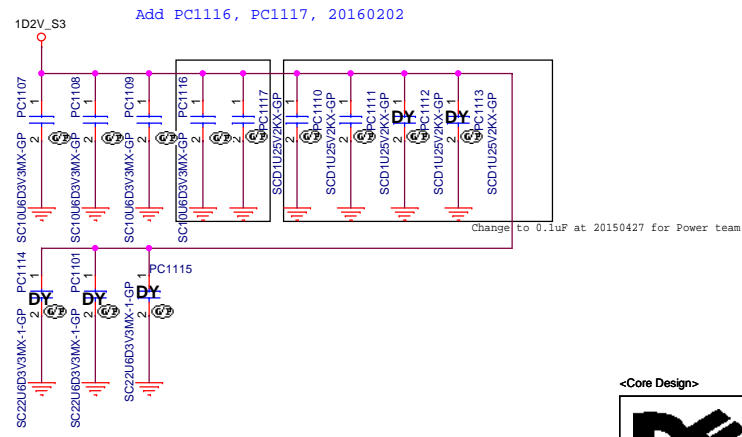 Add PC1116, PC1117, 20160202
1D2V_S3
PC1107
SC10U6D3V3MX-GP
1
2
PC1108
SC10U6D3V3MX-GP
1
2
PC1109
SC10U6D3V3MX-GP
1
2
PC1116
SC10U6D3V3MX-GP
1
2
PC1117
SCD1U25V2KX-GP
1
2
PC1110
SCD1U25V2KX-GP
1
2
PC1111
SCD1U25V2KX-GP
1
2
DY
PC1112
SCD1U25V2KX-GP
1
2
DY
PC1113
SCD1U25V2KX-GP
1
2
Change to 0.1uF at 20150427 for Power team
PC1114
SC22U6D3V3MX-1-GP
1
2
DY
PC1101
SC22U6D3V3MX-1-GP
1
2
DY
PC1115
SC22U6D3V3MX-1-GP
1
2
DY
<Core Design>